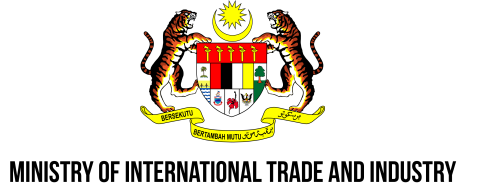 BERSEKUTU
BERTAMBAH MUTU
MINISTRY OF INTERNATIONAL TRADE AND INDUSTRY